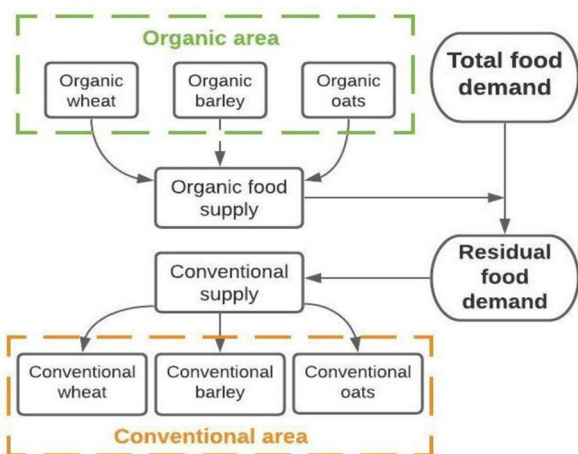 Organic area
Organic
wheat
Organic
barley
Organic
oats
Total food
demand
Organic food
supply
Conventional
supply
Residual
food
demand
Conventional
wheat
Conventional
barley
Conventional
oats
Conventional area